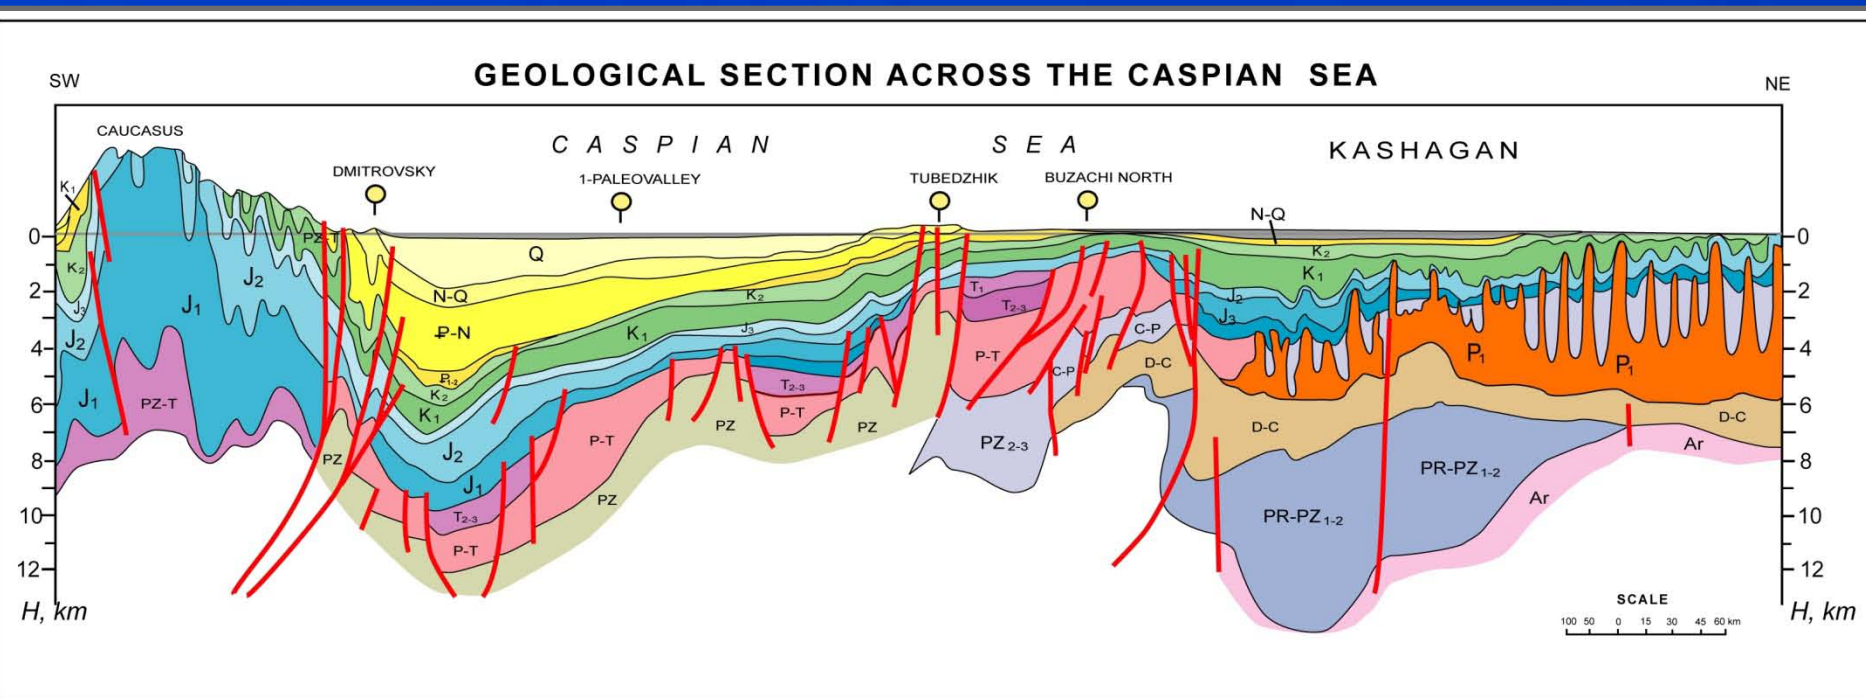 GEOLOGICAL SECTION ACROSS THE CASPIAN SEA
SW
NE
CAUCASUS
CASPIAN SEA
KASHAGAN
DMITROVSKY
1-PALEOVALLEY
TUBEDZHIK
BUZACHI NORTH
N-Q
K1
K2
J3
J2
J1
PZ-T
J1
J2
PZ-T
PZ
Q
N-Q
P-N
P1-2
K2
K1
J2
J1
T2-3
P-T
K2
K1
J3
P-T
PZ
PZ
T2-3
P-T
PZ
T1
T2-3
P-T
PZ2-3
C-P
C-P
D-C
K2
K1
J2
J3
P1
P1
D-C
D-C
PR-PZ1-2
PR-PZ1-2
Ar
Ar
0
2
4
6
8
10
12
H, km
0
2
4
6
8
10
12
H, km
SCALE
100 50 0 15 30 45 60 km